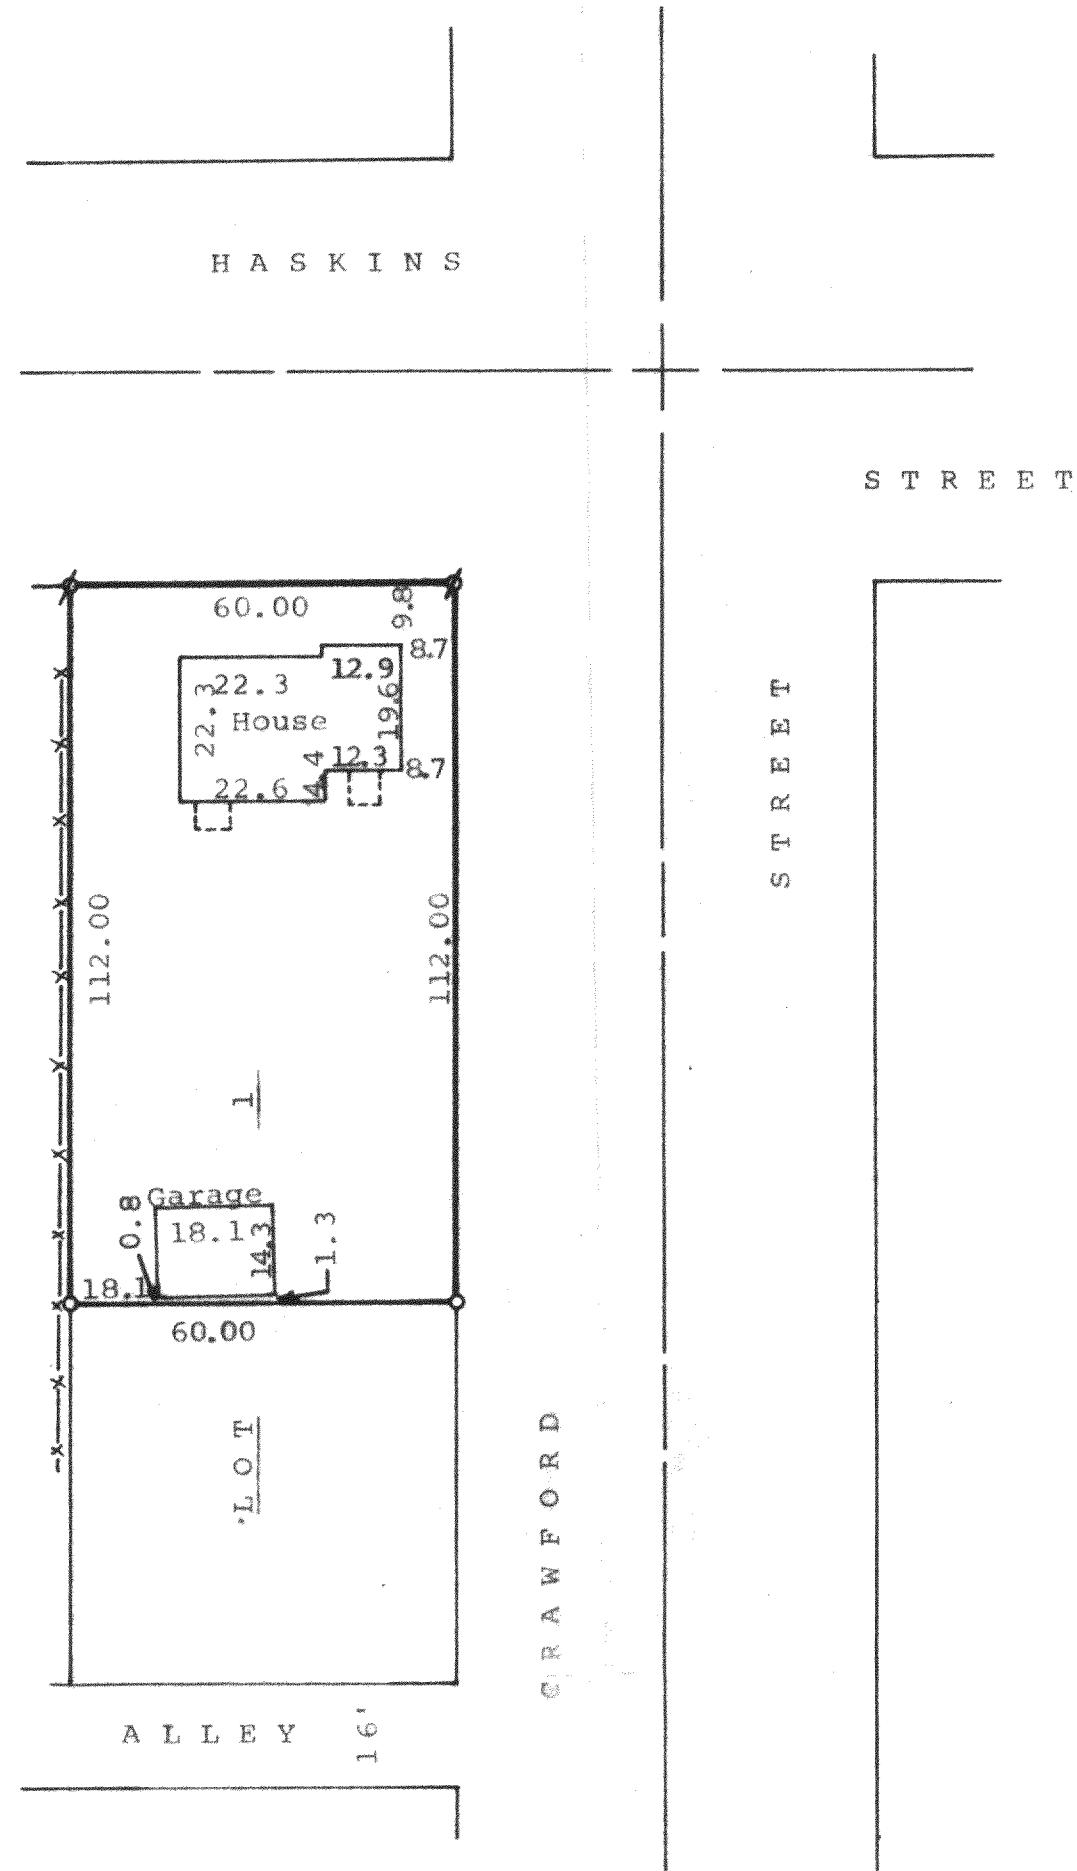 HASKINS
STREET
60.00
9.8
8.7
12.9
22.3
22.3
19.6
House
STREET
12.3
8.7
4.4
22.6
112.00
112.00
1
Garage
0.8
18.1
14.3
1.3
18.1
60.00
LOT
CRAWFORD
ALLEY 16'